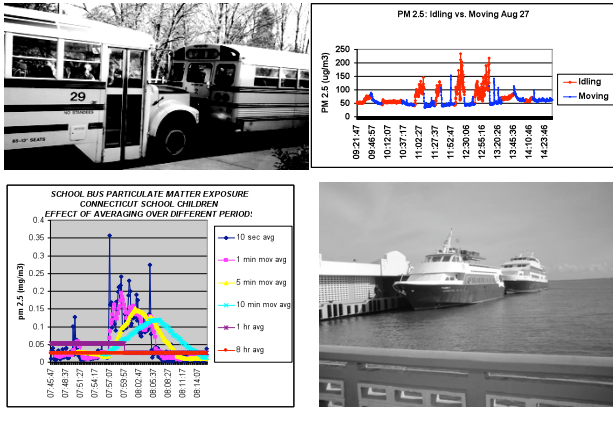 29
NO STANDEES
PM 2.5: Idling vs. Moving Aug 27
PM 2.5 (ug/m3)
250
200
150
100
50
0
09:21:47
09:46:57
10:12:07
10:37:17
11:02:27
11:27:37
11:52:47
12:30:06
12:55:16
13:20:26
13:45:36
14:10:46
14:23:46
Idling
Moving
SCHOOL BUS PARTICULATE MATTER EXPOSURE
CONNECTICUT SCHOOL CHILDREN
EFFECT OF AVERAGING OVER DIFFERENT PERIOD:
pm 2.5 (mg/m3)
0.4
0.35
0.3
0.25
0.2
0.15
0.1
0.05
0
07:45:47
07:48:37
07:51:27
07:54:17
07:57:07
07:59:57
08:02:47
08:05:37
08:08:27
08:11:17
08:14:07
10 sec avg
1 min mov avg
5 min mov avg
10 min mov avg
1 hr avg
8 hr avg